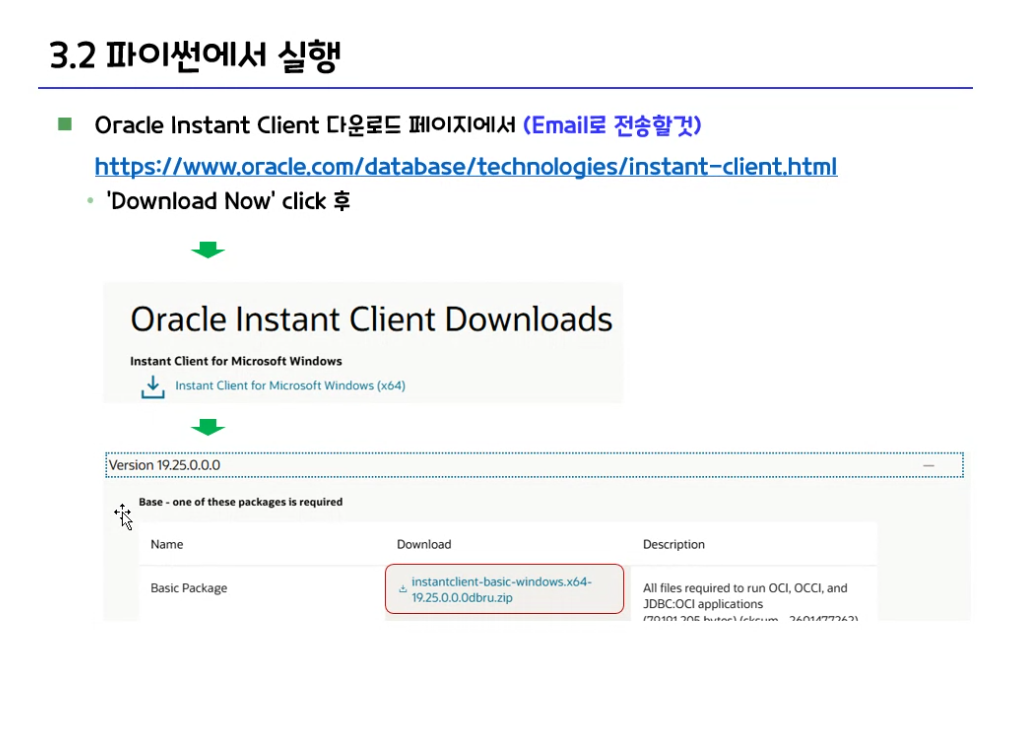 3.2 파이썬에서 실행
■ Oracle Instant Client 다운로드 페이지에서 (Email로 전송할것)
https://www.oracle.com/database/technologies/instant-client.html
• 'Download Now' click 후
Oracle Instant Client Downloads
Instant Client for Microsoft Windows
Instant Client for Microsoft Windows (x64)
Version 19.25.0.0.0
Base - one of these packages is required
Name Download Description
Basic Package
instantclient-basic-windows.x64-
19.25.0.0.0dbru.zip
All files required to run OCI, OCCI, and
JDBC:OCI applications